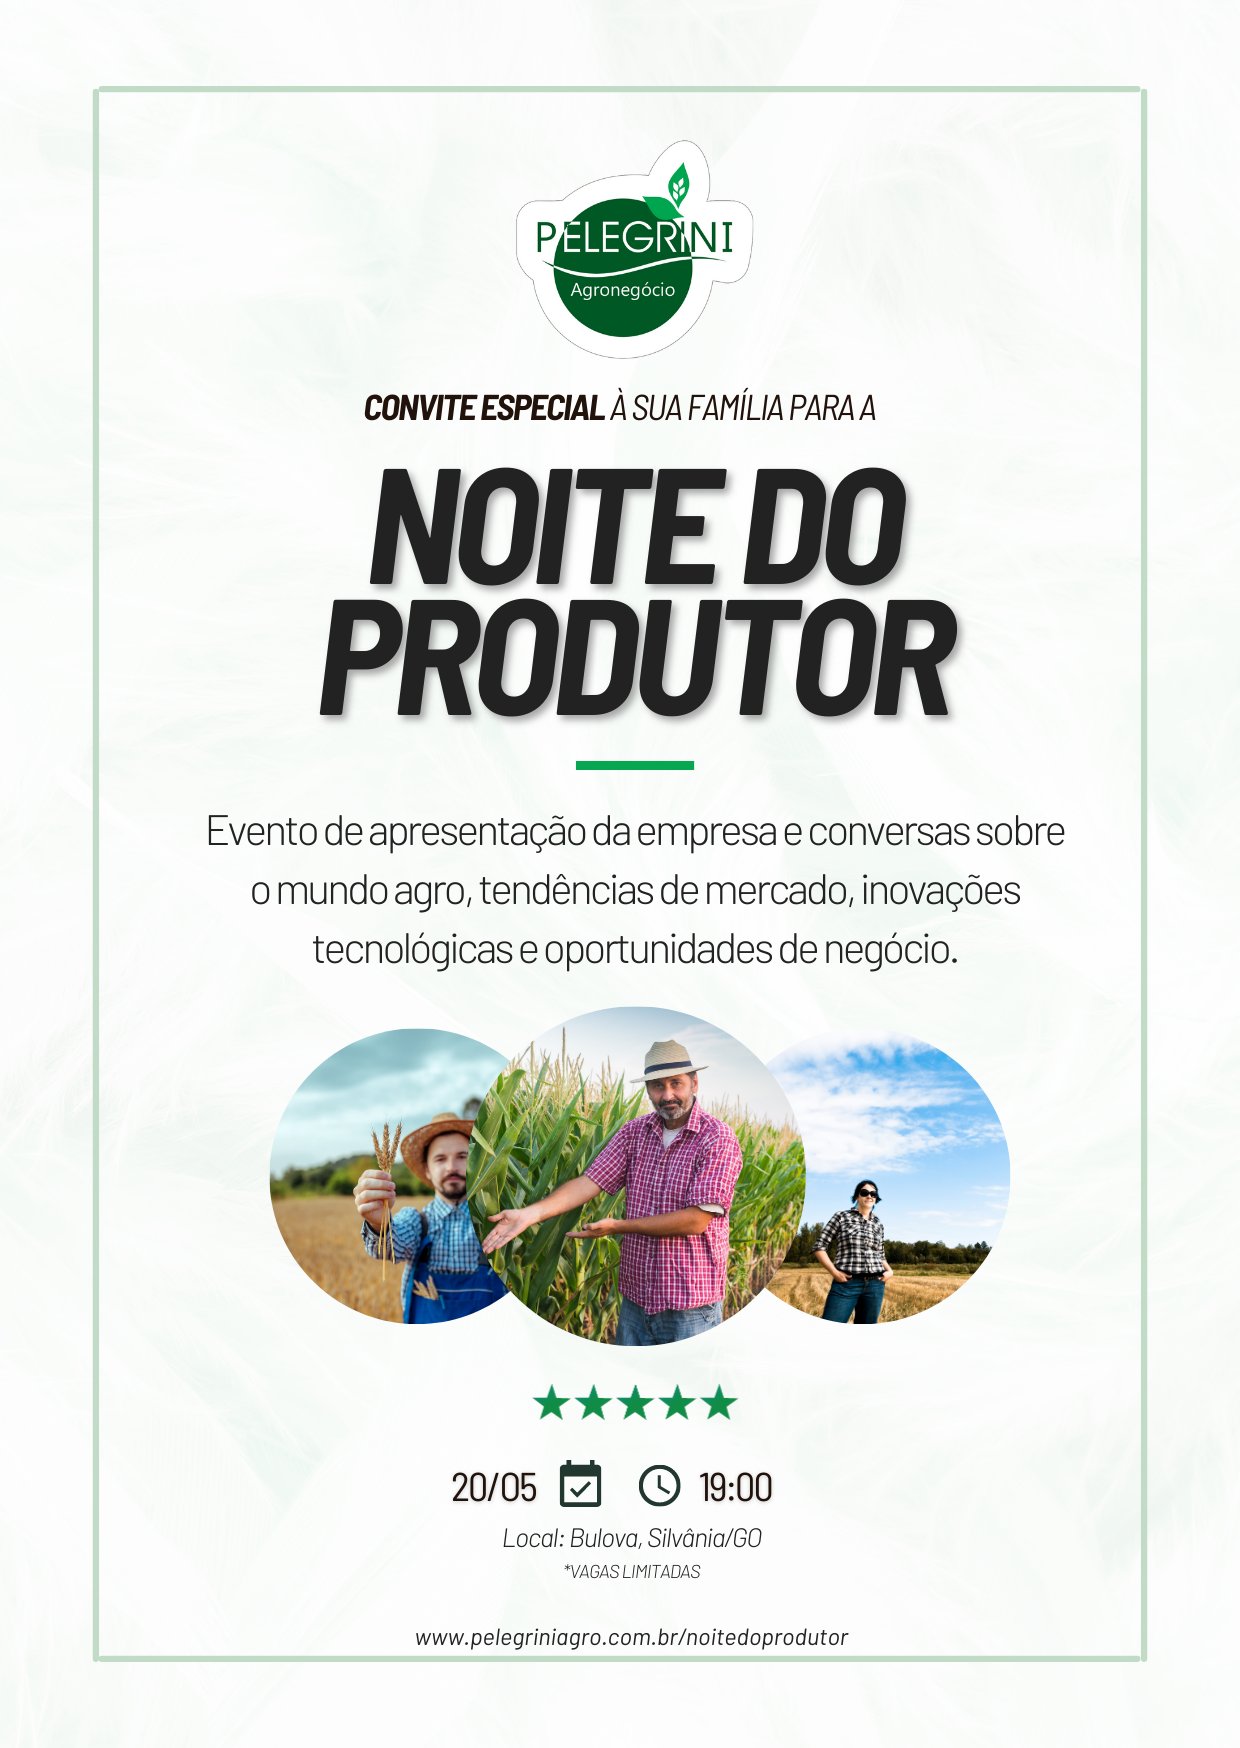 PELEGRINI
Agronegócio
CONVITE ESPECIAL À SUA FAMÍLIA PARA A
NOITE DO
PRODUTOR
Evento de apresentação da empresa e conversas sobre
o mundo agro, tendências de mercado, inovações
tecnológicas e oportunidades de negócio.
20/05 19:00
Local: Bulova, Silvânia/GO
*VAGAS LIMITADAS
www.pelegriniagro.com.br/noitedoprodutor